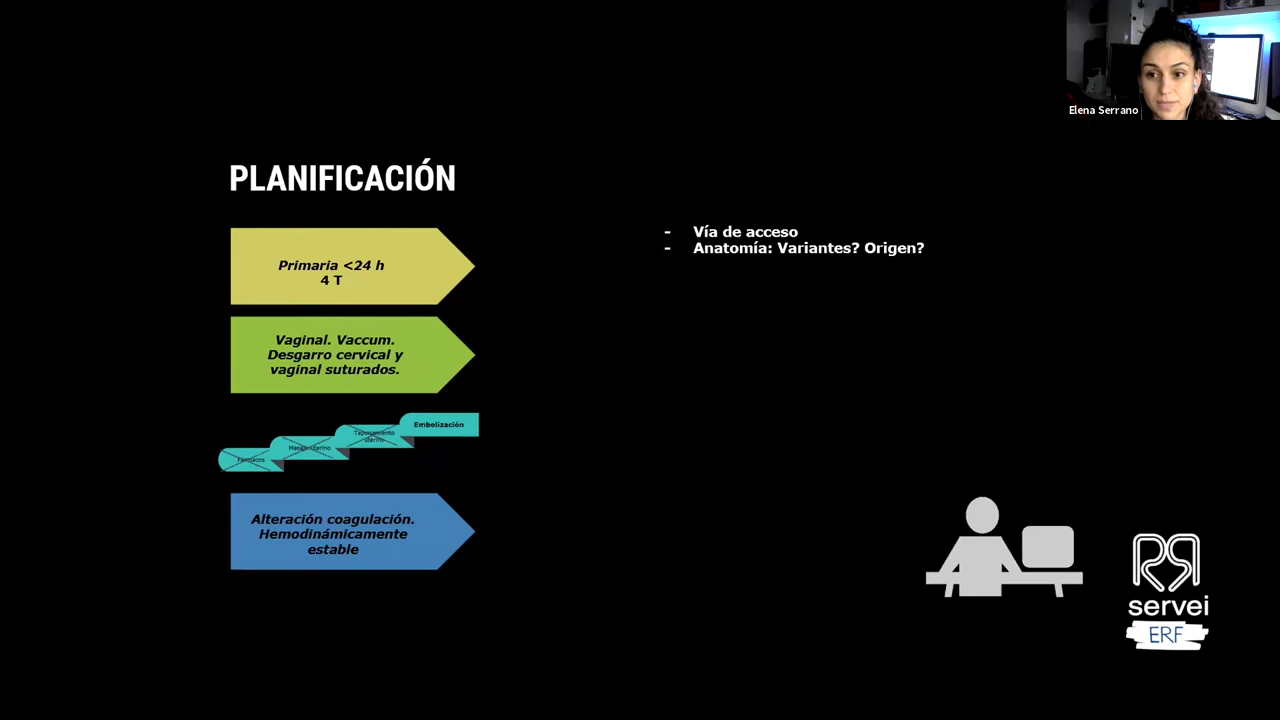 Elena Serrano
PLANIFICACIÓN
Primaria <24 h
4 T
Vaginal. Vaccum.
Desgarro cervical y
vaginal suturados.
Embolización
Taponamiento
uterino
Masaje uterino
Fármacos
Alteración coagulación.
Hemodinámicamente
estable
- Vía de acceso
- Anatomía: Variantes? Origen?
servei
ERF